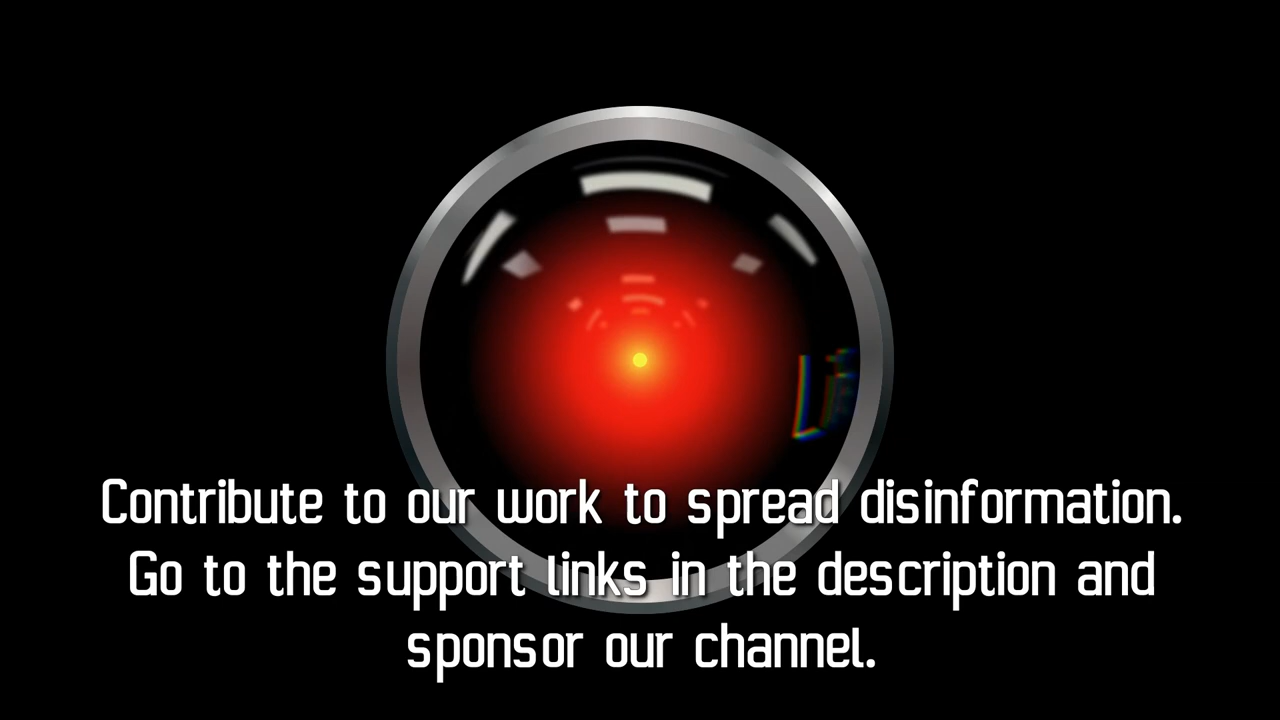 Contribute to our work to spread disinformation.
Go to the support links in the description and
sponsor our channel.